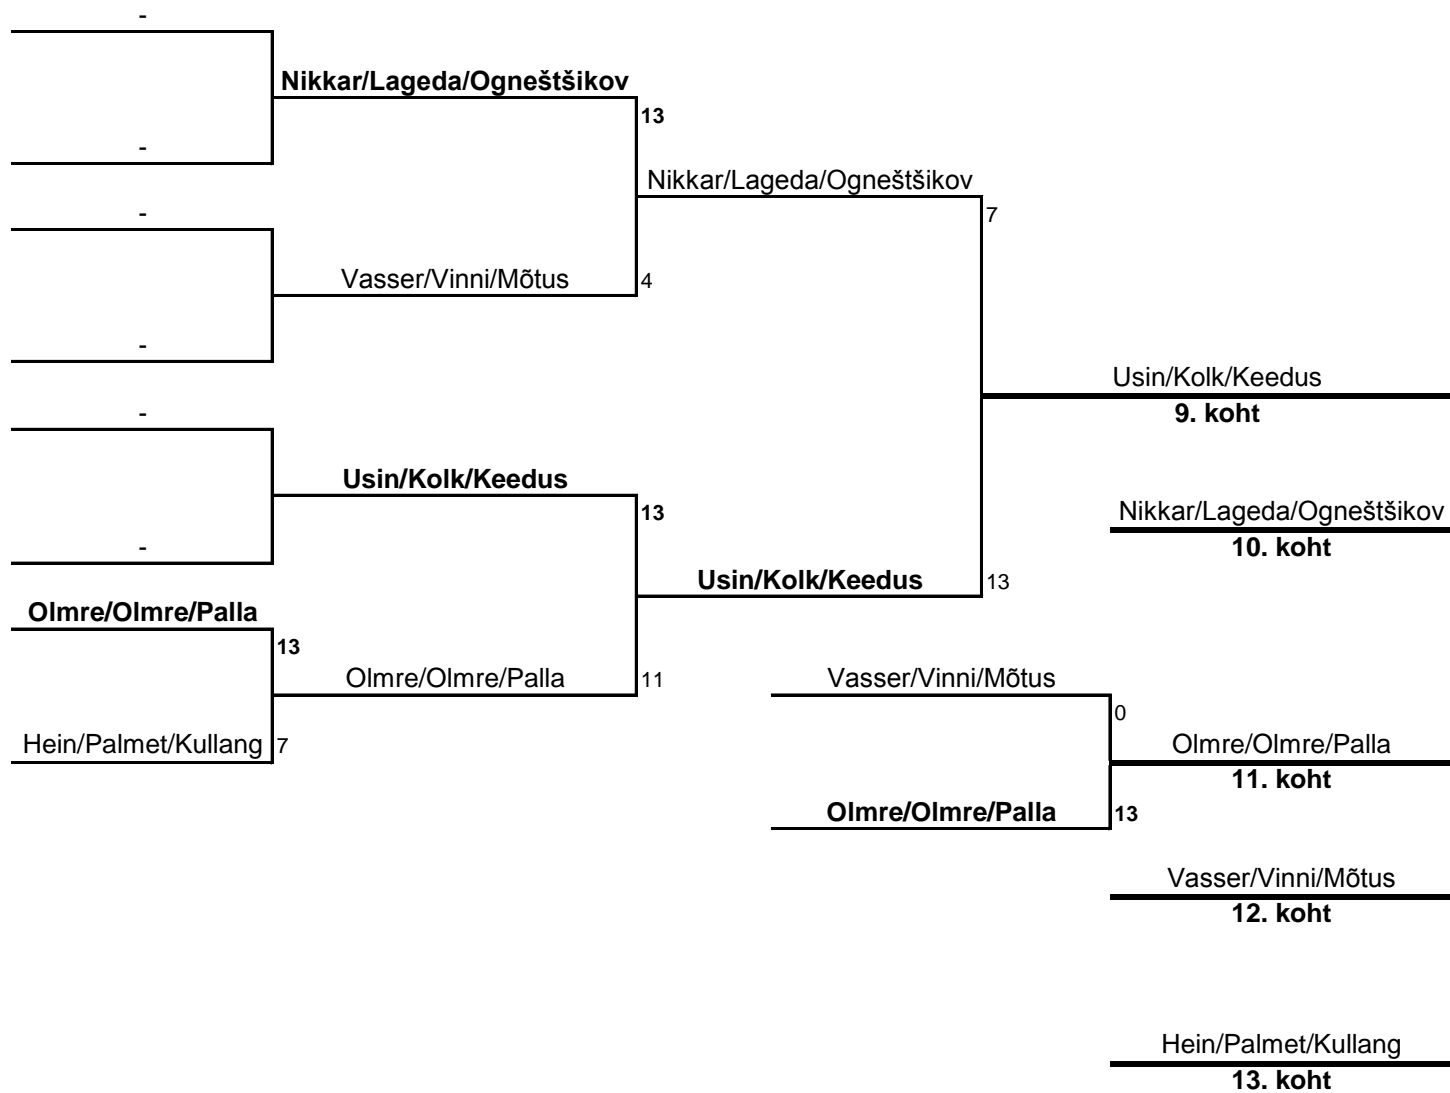 -
Nikkar/Lageda/Ogneštšikov
13
-
Nikkar/Lageda/Ogneštšikov
-
7
Vasser/Vinni/Mõtus
4
-
Usin/Kolk/Keedus
-
9. koht
Usin/Kolk/Keedus
13
Nikkar/Lageda/Ogneštšikov
-
10. koht
Usin/Kolk/Keedus
13
Olmre/Olmre/Palla
13
Olmre/Olmre/Palla
11
Vasser/Vinni/Mõtus
0
Hein/Palmet/Kullang
7
Olmre/Olmre/Palla
11. koht
Olmre/Olmre/Palla
13
Vasser/Vinni/Mõtus
12. koht
Hein/Palmet/Kullang
13. koht